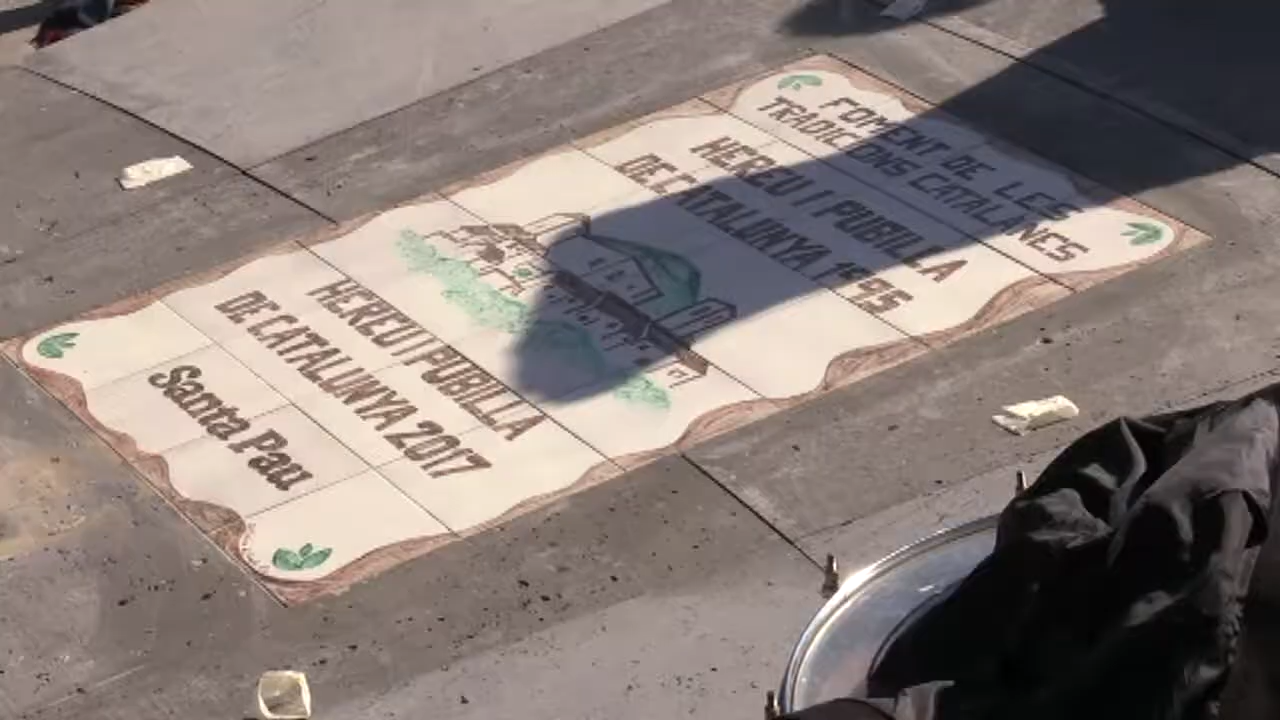 FOMENT DE LES
TRADICIONS CATALANES
HEREU I PUBILLA
DE CATALUNYA 1995
HEREU I PUBILLA
DE CATALUNYA 2017
Santa Pau